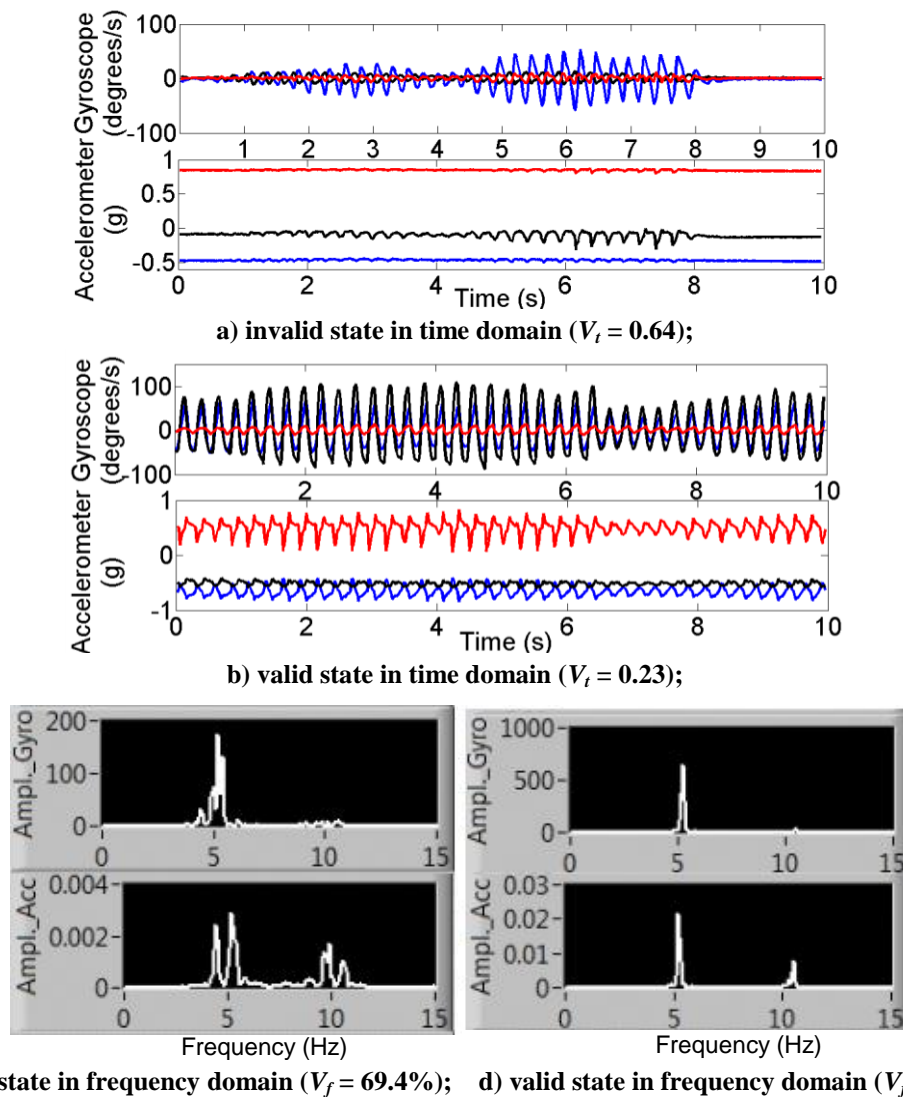 100
0
-100
Gyroscope
(degrees/s)
1 2 3 4 5 6 7 8 9 10
1
0.5
0
-0.5
Accelerometer
(g)
0 2 4 6 8 10
Time (s)
a) invalid state in time domain (Vt = 0.64);
100
0
-100
Gyroscope
(degrees/s)
2 4 6 8 10
1
0
-1
Accelerometer
(g)
0 2 4 6 8 10
Time (s)
b) valid state in time domain (Vt = 0.23);
200
100
0
Ampl._Gyro
0 5 10 15
0.004
0.002
0
Ampl._Acc
0 5 10 15
Frequency (Hz)
state in frequency domain (Vf = 69.4%);
1000
500
0
Ampl._Gyro
0 5 10 15
0.03
0.02
0.01
0
Ampl._Acc
0 5 10 15
Frequency (Hz)
d) valid state in frequency domain (V